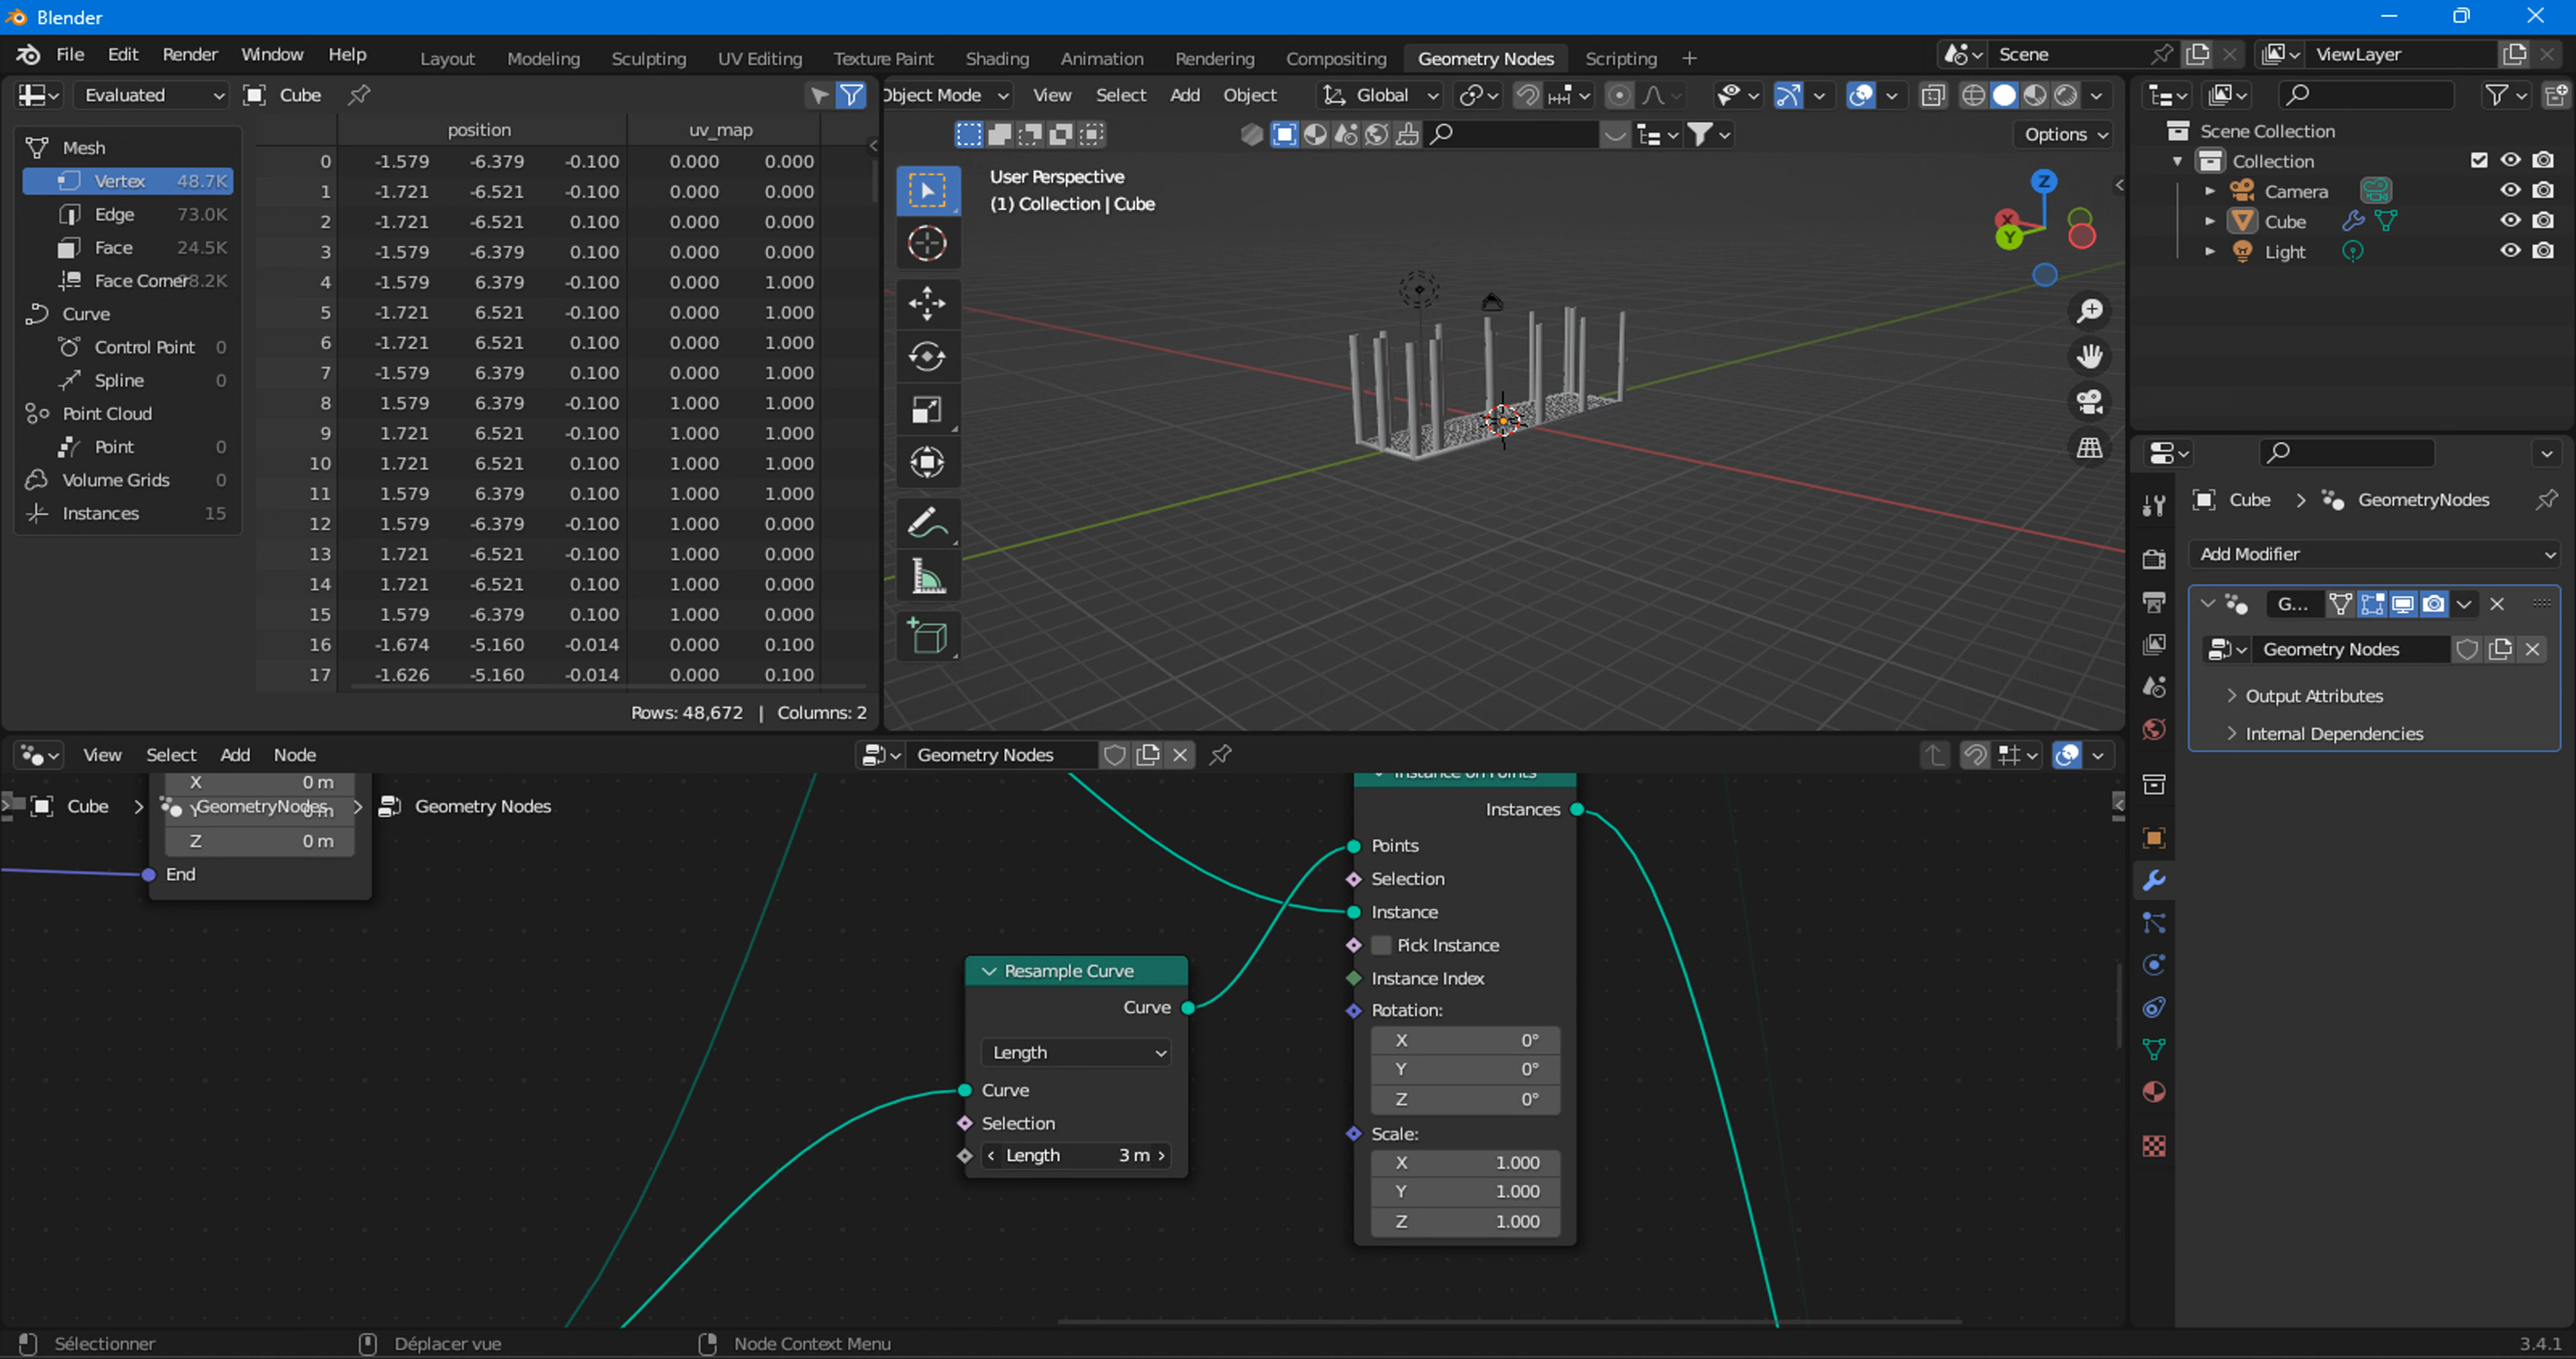 Blender
File Edit Render Window Help Layout Modeling Sculpting UV Editing Texture Paint Shading Animation Rendering Compositing Geometry Nodes Scripting + Scene ViewLayer
Evaluated Cube
position uv_map
Mesh
Vertex 48.7K
Edge 73.0K
Face 24.5K
Face Corner 8.2K
Curve
Control Point 0
Spline 0
Point Cloud
Point 0
Volume Grids 0
Instances 15
0 -1.579 -6.379 -0.100 0.000 0.000
1 -1.721 -6.521 -0.100 0.000 0.000
2 -1.721 -6.521 0.100 0.000 0.000
3 -1.579 -6.379 0.100 0.000 0.000
4 -1.579 6.379 -0.100 0.000 1.000
5 -1.721 6.521 -0.100 0.000 1.000
6 -1.721 6.521 0.100 0.000 1.000
7 -1.579 6.379 0.100 0.000 1.000
8 1.579 6.379 -0.100 1.000 1.000
9 1.721 6.521 -0.100 1.000 1.000
10 1.721 6.521 0.100 1.000 1.000
11 1.579 6.379 0.100 1.000 1.000
12 1.579 -6.379 -0.100 1.000 0.000
13 1.721 -6.521 -0.100 1.000 0.000
14 1.721 -6.521 0.100 1.000 0.000
15 1.579 -6.379 0.100 1.000 0.000
16 -1.674 -5.160 -0.014 0.000 0.100
17 -1.626 -5.160 -0.014 0.000 0.100
Rows: 48,672 | Columns: 2
Object Mode View Select Add Object Global
Options
User Perspective
(1) Collection | Cube
Z
X
Y
Scene Collection
Collection
Camera
Cube
Light
Cube > GeometryNodes
Add Modifier
G...
Geometry Nodes
> Output Attributes
> Internal Dependencies
View Select Add Node Geometry Nodes
X 0 m
Cube > GeometryNodes > Geometry Nodes
Y 0 m
Z 0 m
End
Resample Curve
Curve
Length
Curve
Selection
Length 3 m
Instance on Points
Instances
Points
Selection
Instance
Pick Instance
Instance Index
Rotation:
X 0°
Y 0°
Z 0°
Scale:
X 1.000
Y 1.000
Z 1.000
Sélectionner Déplacer vue Node Context Menu 3.4.1